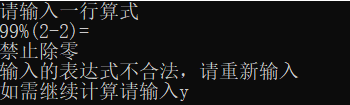 请输入一行算式
99%(2-2)=
禁止除零
输入的表达式不合法，请重新输入
如需继续计算请输入y